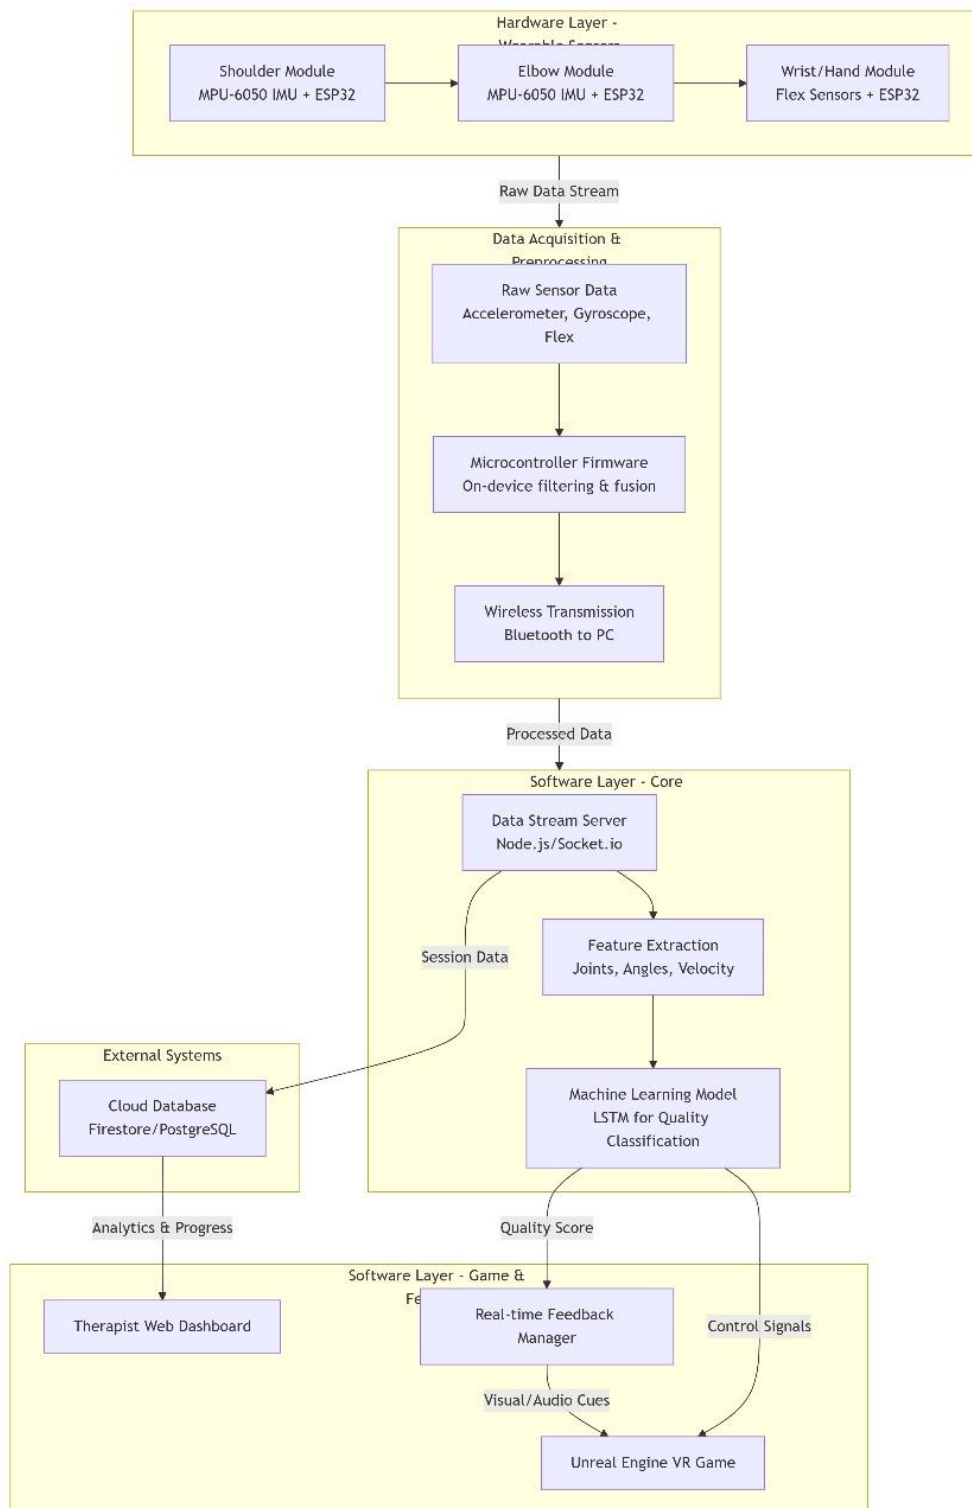 Hardware Layer -
Wearable Sensors
Shoulder Module
MPU-6050 IMU + ESP32
Elbow Module
MPU-6050 IMU + ESP32
Wrist/Hand Module
Flex Sensors + ESP32
Raw Data Stream
Data Acquisition &
Preprocessing
Raw Sensor Data
Accelerometer, Gyroscope,
Flex
Microcontroller Firmware
On-device filtering & fusion
Wireless Transmission
Bluetooth to PC
Processed Data
Software Layer - Core
Data Stream Server
Node.js/Socket.io
Session Data
Feature Extraction
Joints, Angles, Velocity
External Systems
Cloud Database
Firestore/PostgreSQL
Machine Learning Model
LSTM for Quality
Classification
Analytics & Progress
Quality Score
Software Layer - Game &
Therapist Web Dashboard
Real-time Feedback
Manager
Control Signals
Visual/Audio Cues
Unreal Engine VR Game